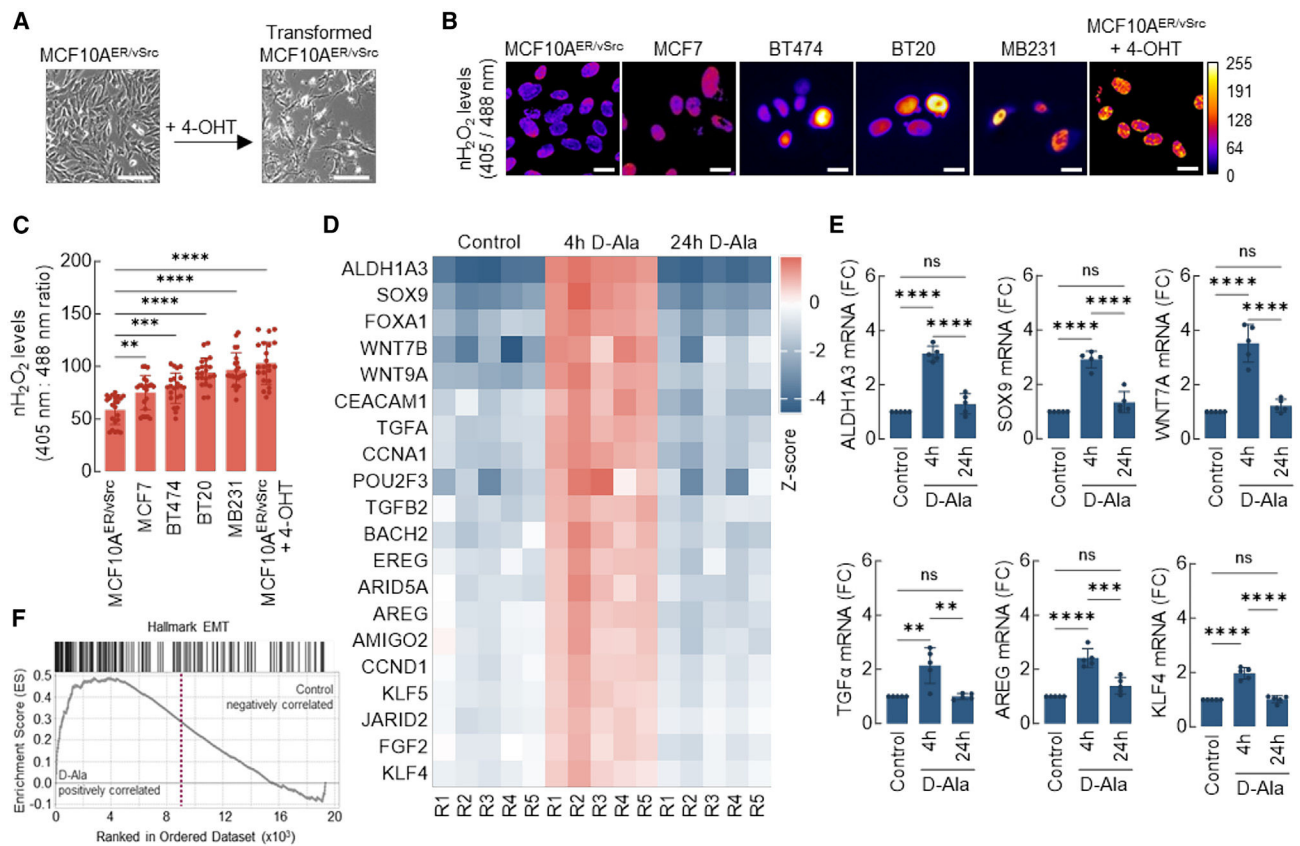 A
MCF10A^ER/vSrc
+ 4-OHT
Transformed
MCF10A^ER/vSrc
B
nH₂O₂ levels
(405 / 488 nm)
MCF10A^ER/vSrc
MCF7
BT474
BT20
MB231
MCF10A^ER/vSrc
+ 4-OHT
255
191
128
64
0
C
nH₂O₂ levels
(405 nm : 488 nm ratio)
200
150
100
50
0
****
****
****
***
**
MCF10A^ER/vSrc
MCF7
BT474
BT20
MB231
MCF10A^ER/vSrc
+ 4-OHT
D
Control
4h D-Ala
24h D-Ala
ALDH1A3
SOX9
FOXA1
WNT7B
WNT9A
CEACAM1
TGFA
CCNA1
POU2F3
TGFB2
BACH2
EREG
ARID5A
AREG
AMIGO2
CCND1
KLF5
JARID2
FGF2
KLF4
R1 R2 R3 R4 R5 R1 R2 R3 R4 R5 R1 R2 R3 R4 R5
0
-2
-4
Z-score
E
ALDH1A3 mRNA (FC)
6
4
2
0
ns
****
****
Control
4h
24h
D-Ala
SOX9 mRNA (FC)
6
4
2
0
ns
****
****
Control
4h
24h
D-Ala
WNT7A mRNA (FC)
6
4
2
0
ns
****
****
Control
4h
24h
D-Ala
TGFα mRNA (FC)
6
4
2
0
ns
**
**
Control
4h
24h
D-Ala
AREG mRNA (FC)
6
4
2
0
ns
***
****
Control
4h
24h
D-Ala
KLF4 mRNA (FC)
6
4
2
0
ns
****
****
Control
4h
24h
D-Ala
F
Hallmark EMT
Enrichment Score (ES)
0.5
0.4
0.3
0.2
0.1
0.0
-0.1
Control
negatively correlated
D-Ala
positively correlated
0 4 8 12 16 20
Ranked in Ordered Dataset (x10³)